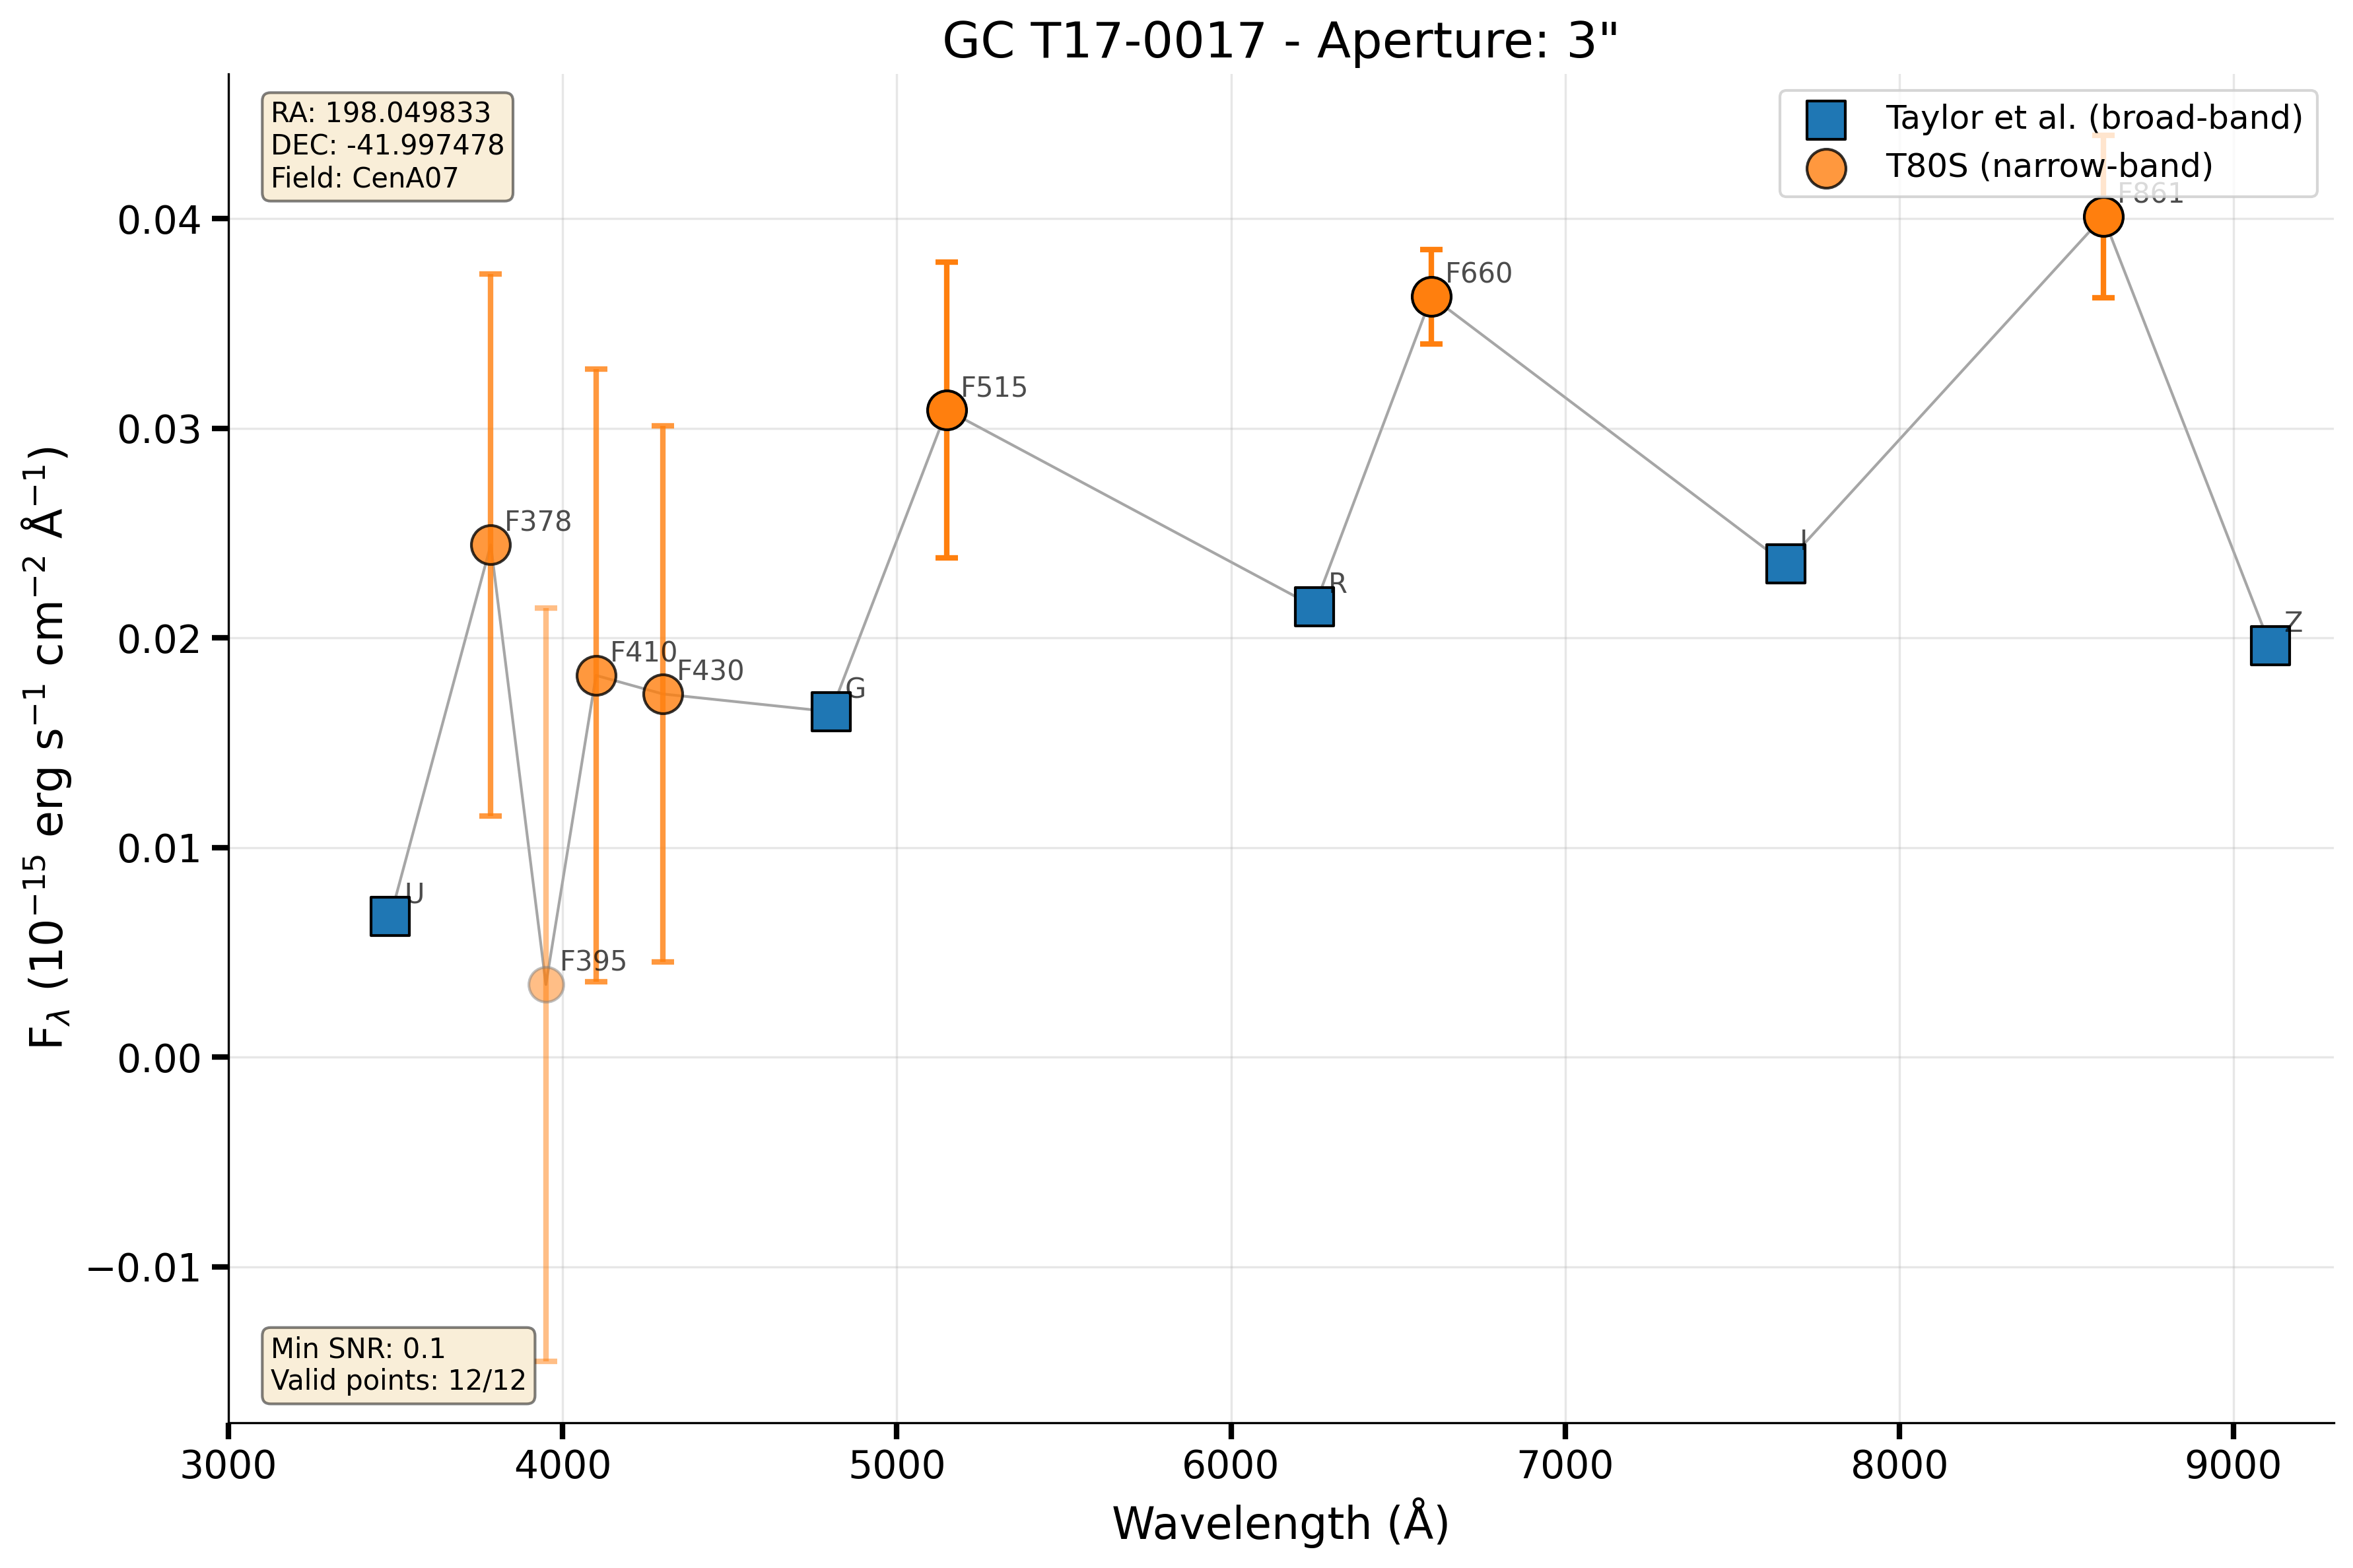 GC T17-0017 - Aperture: 3"
RA: 198.049833
DEC: -41.997478
Field: CenA07
Taylor et al. (broad-band)
T80S (narrow-band)
F861
F660
F515
F378
I
R
Z
F410
F430
G
U
F395
0.04
0.03
0.02
0.01
0.00
−0.01
F_λ (10⁻¹⁵ erg s⁻¹ cm⁻² Å⁻¹)
Min SNR: 0.1
Valid points: 12/12
3000 4000 5000 6000 7000 8000 9000
Wavelength (Å)